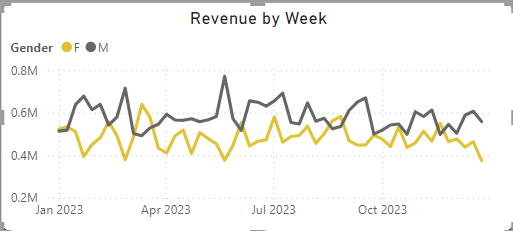 Revenue by Week
Gender F M
0.8M
0.6M
0.4M
0.2M
Jan 2023 Apr 2023 Jul 2023 Oct 2023